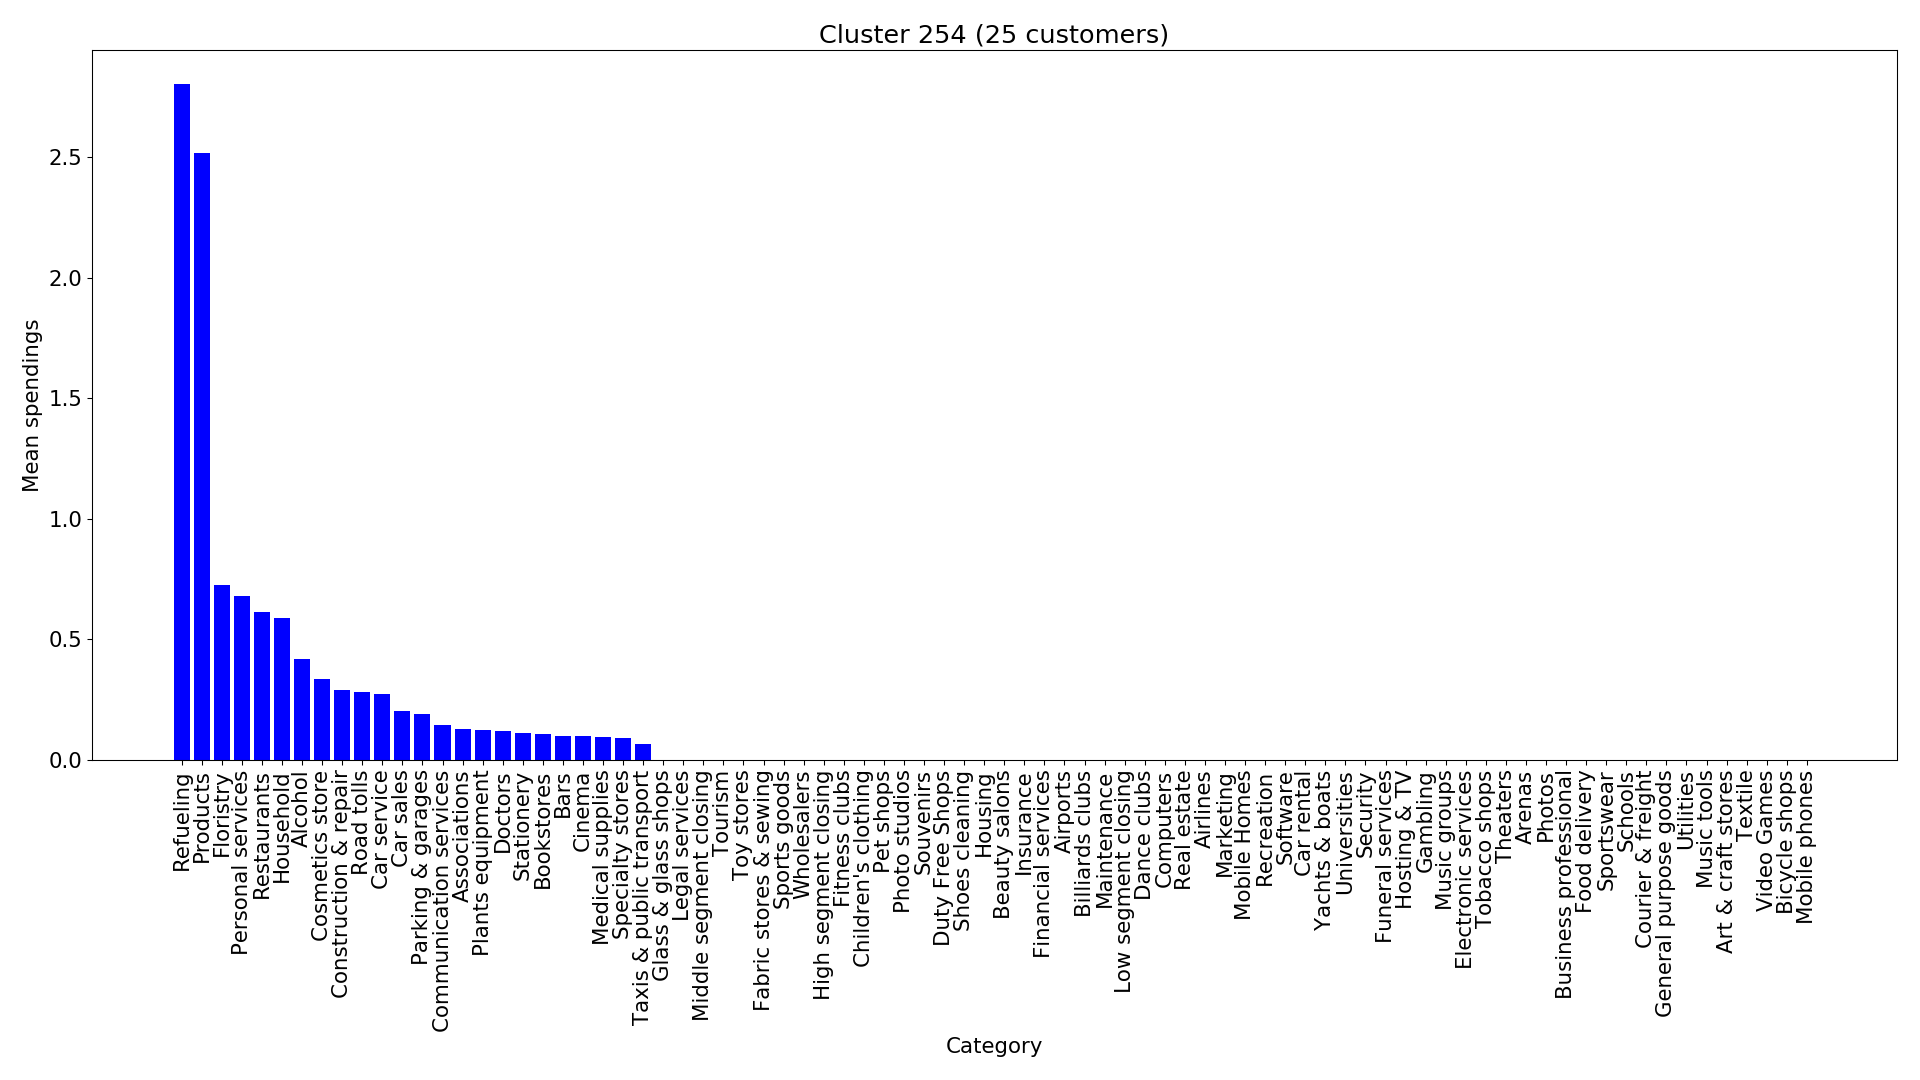 Cluster 254 (25 customers)
Mean spendings
2.5
2.0
1.5
1.0
0.5
0.0
Refueling
Products
Floristry
Personal services
Restaurants
Household
Alcohol
Cosmetics store
Construction & repair
Road tolls
Car service
Car sales
Parking & garages
Communication services
Associations
Plants equipment
Doctors
Stationery
Bookstores
Bars
Cinema
Medical supplies
Specialty stores
Taxis & public transport
Glass & glass shops
Legal services
Middle segment closing
Tourism
Toy stores
Fabric stores & sewing
Sports goods
Wholesalers
High segment closing
Fitness clubs
Children's clothing
Pet shops
Photo studios
Souvenirs
Duty Free Shops
Shoes cleaning
Housing
Beauty salons
Insurance
Financial services
Airports
Billiards clubs
Maintenance
Low segment closing
Dance clubs
Computers
Real estate
Airlines
Marketing
Mobile Homes
Recreation
Software
Car rental
Yachts & boats
Universities
Security
Funeral services
Hosting & TV
Gambling
Music groups
Electronic services
Tobacco shops
Theaters
Arenas
Photos
Business professional
Food delivery
Sportswear
Schools
Courier & freight
General purpose goods
Utilities
Music tools
Art & craft stores
Textile
Video Games
Bicycle shops
Mobile phones
Category